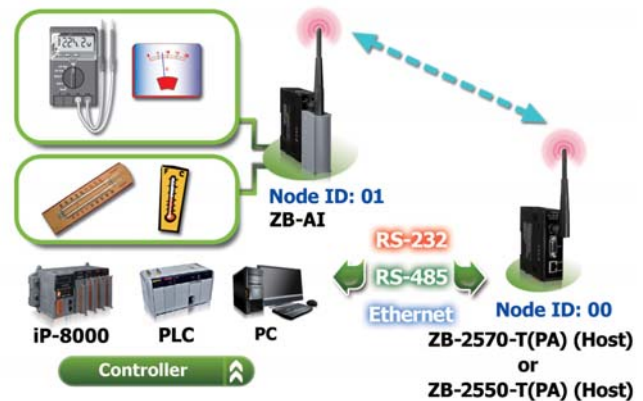 Node ID: 01
ZB-AI
RS-232
RS-485
Ethernet
Node ID: 00
ZB-2570-T(PA) (Host)
or
ZB-2550-T(PA) (Host)
iP-8000
PLC
PC
Controller